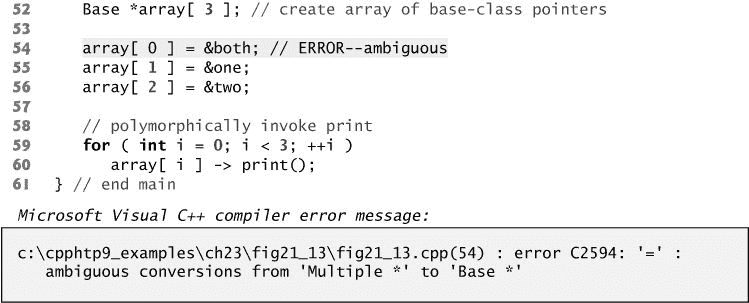 52 Base *array[ 3 ]; // create array of base-class pointers
53
54 array[ 0 ] = &both; // ERROR--ambiguous
55 array[ 1 ] = &one;
56 array[ 2 ] = &two;
57
58 // polymorphically invoke print
59 for ( int i = 0; i < 3; ++i )
60 array[ i ] -> print();
61 } // end main
Microsoft Visual C++ compiler error message:
c:\cpphtp9_examples\ch23\fig21_13\fig21_13.cpp(54) : error C2594: '=' :
ambiguous conversions from 'Multiple *' to 'Base *'